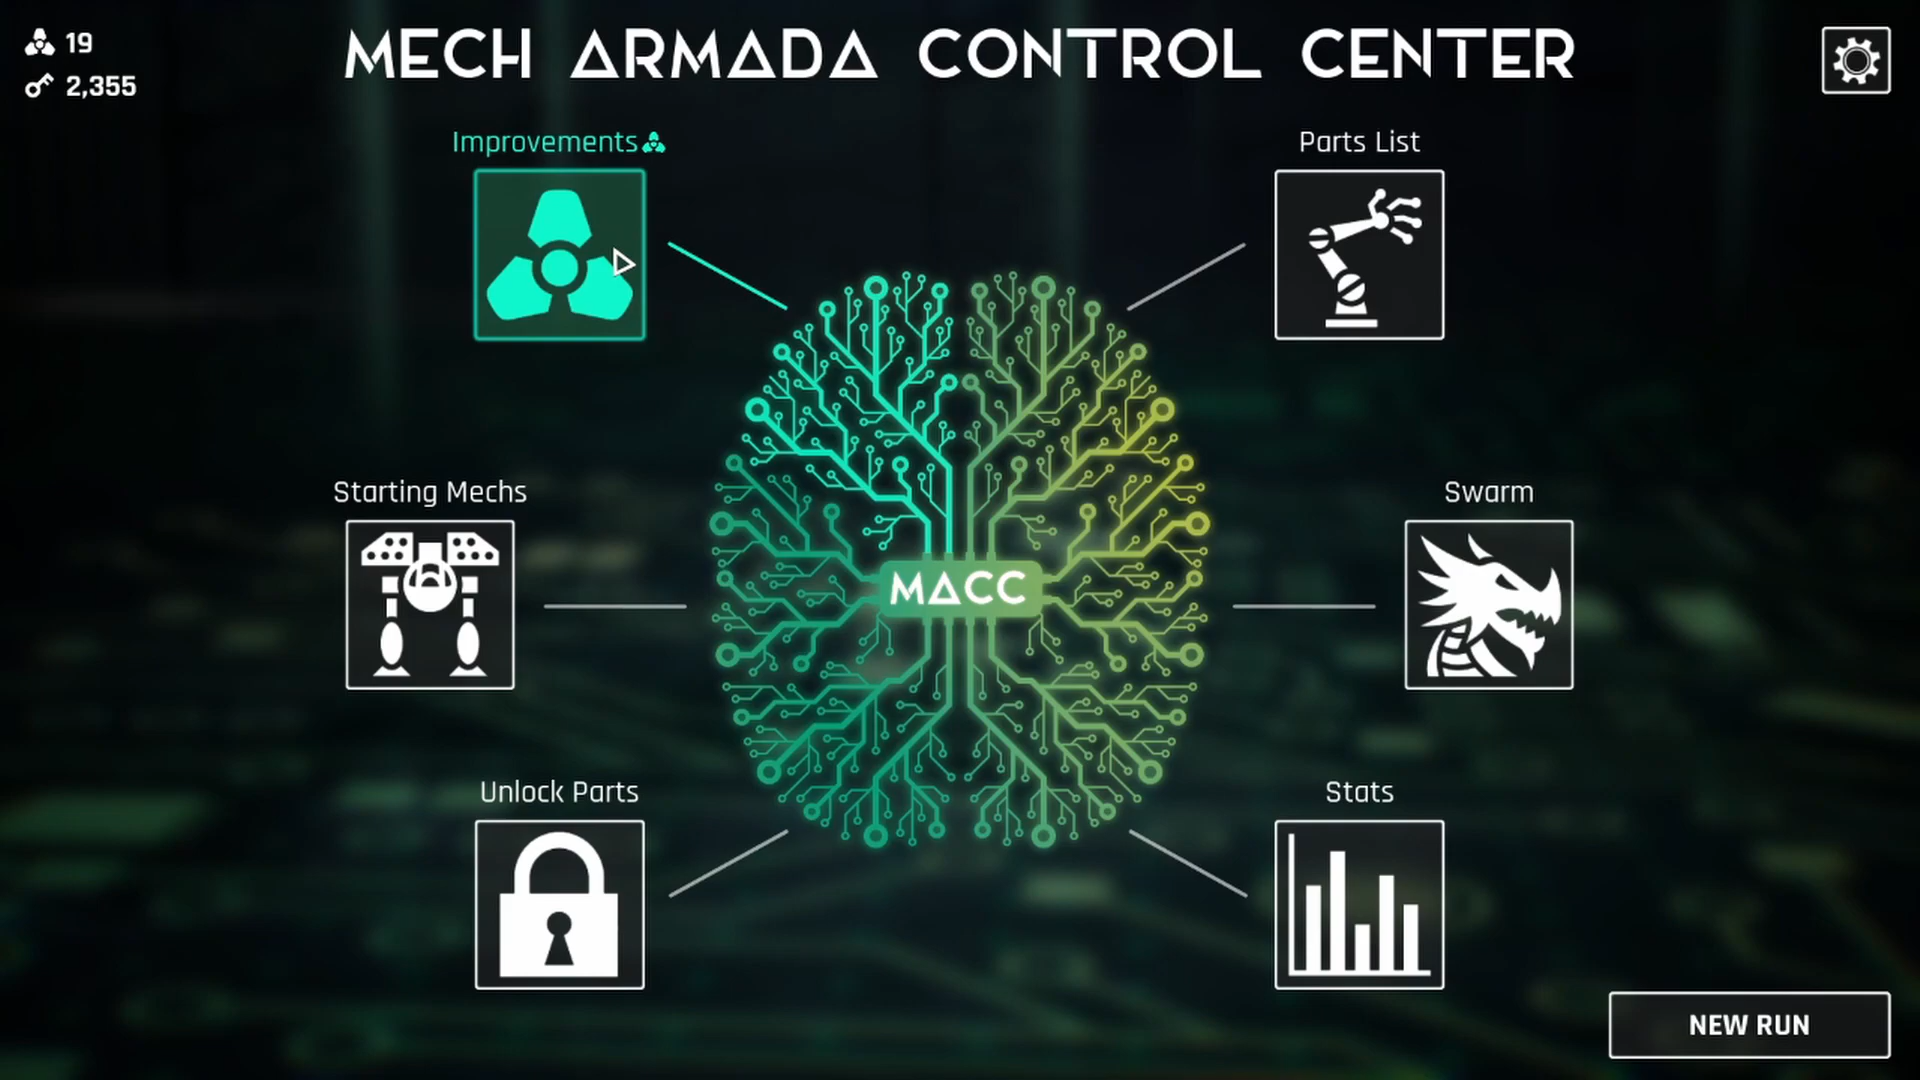 19
2,355
MECH ARMADA CONTROL CENTER
Improvements
Parts List
Starting Mechs
Swarm
MACC
Unlock Parts
Stats
NEW RUN